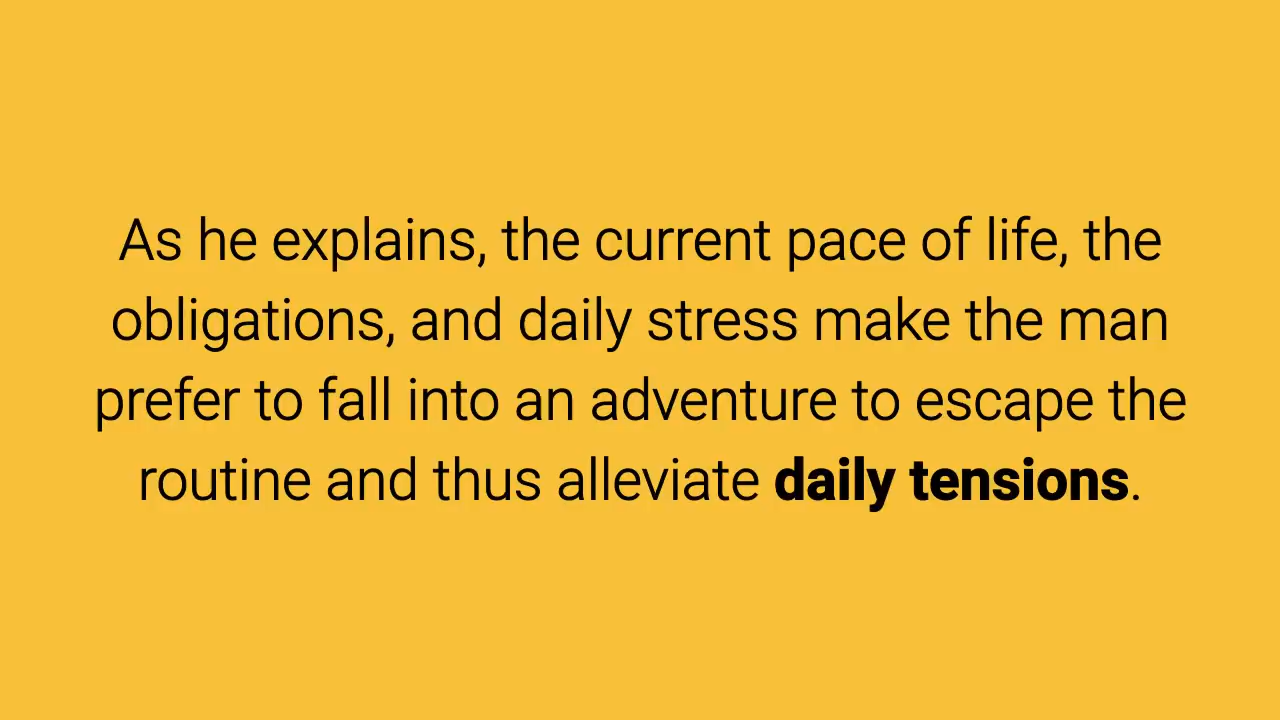 As he explains, the current pace of life, the
obligations, and daily stress make the man
prefer to fall into an adventure to escape the
routine and thus alleviate daily tensions.